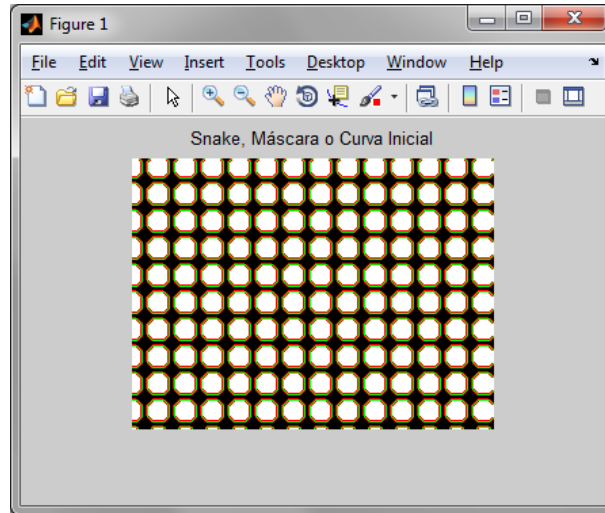 Figure 1
File Edit View Insert Tools Desktop Window Help
Snake, Máscara o Curva Inicial